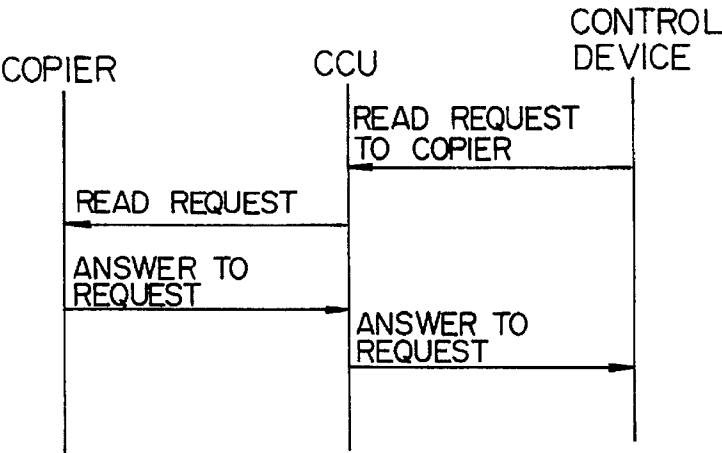 CONTROL
DEVICE
COPIER
CCU
READ REQUEST
TO COPIER
READ REQUEST
ANSWER TO
REQUEST
ANSWER TO
REQUEST